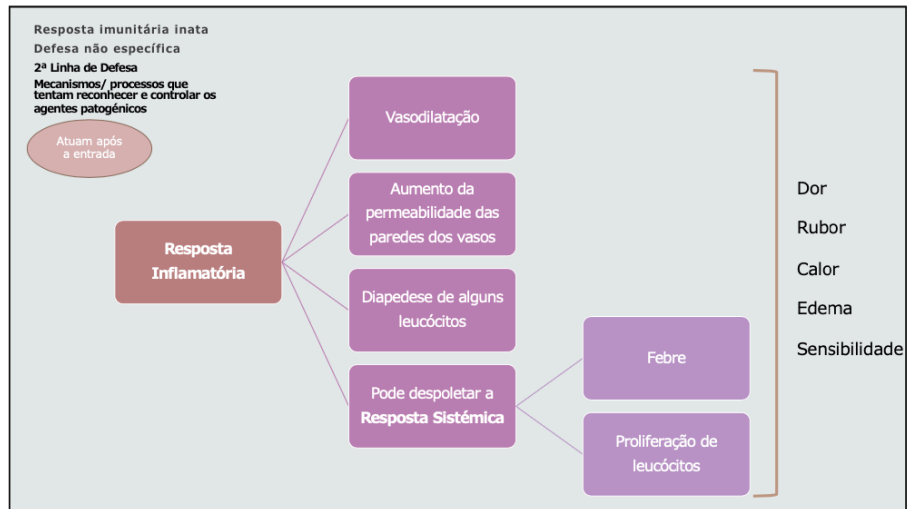 Resposta imunitária inata
Defesa não específica
2ª Linha de Defesa
Mecanismos/ processos que
tentam reconhecer e controlar os
agentes patogénicos
Atuam após
a entrada
Resposta
Inflamatória
Vasodilatação
Aumento da
permeabilidade das
paredes dos vasos
Diapedese de alguns
leucócitos
Pode despoletar a
Resposta Sistémica
Febre
Proliferação de
leucócitos
Dor
Rubor
Calor
Edema
Sensibilidade